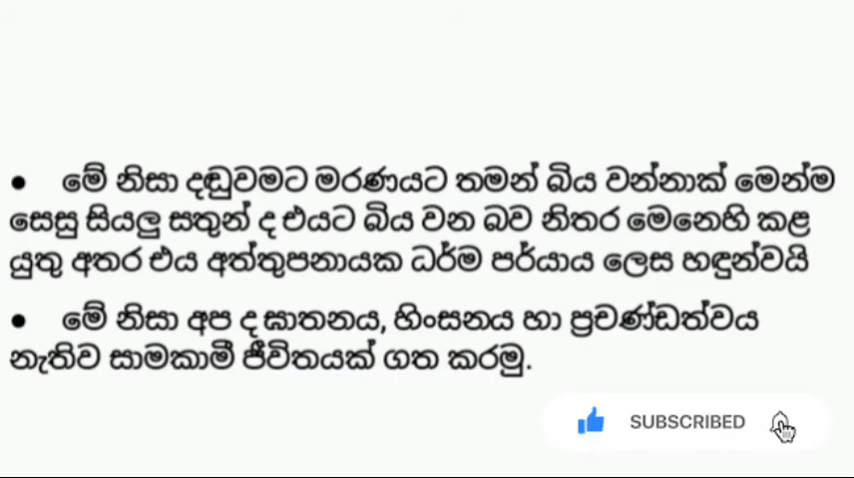 ● මේ නිසා දඬුවමට මරණයට තමන් බිය වන්නාක් මෙන්ම
සෙසු සියලු සතුන් ද එයට බිය වන බව නිතර මෙනෙහි කළ
යුතු අතර එය අත්තුපනායක ධර්ම පර්යාය ලෙස හඳුන්වයි
● මේ නිසා අප ද ඝාතනය, හිංසනය හා ප්‍රචණ්ඩත්වය
නැතිව සාමකාමී ජීවිතයක් ගත කරමු.
SUBSCRIBED